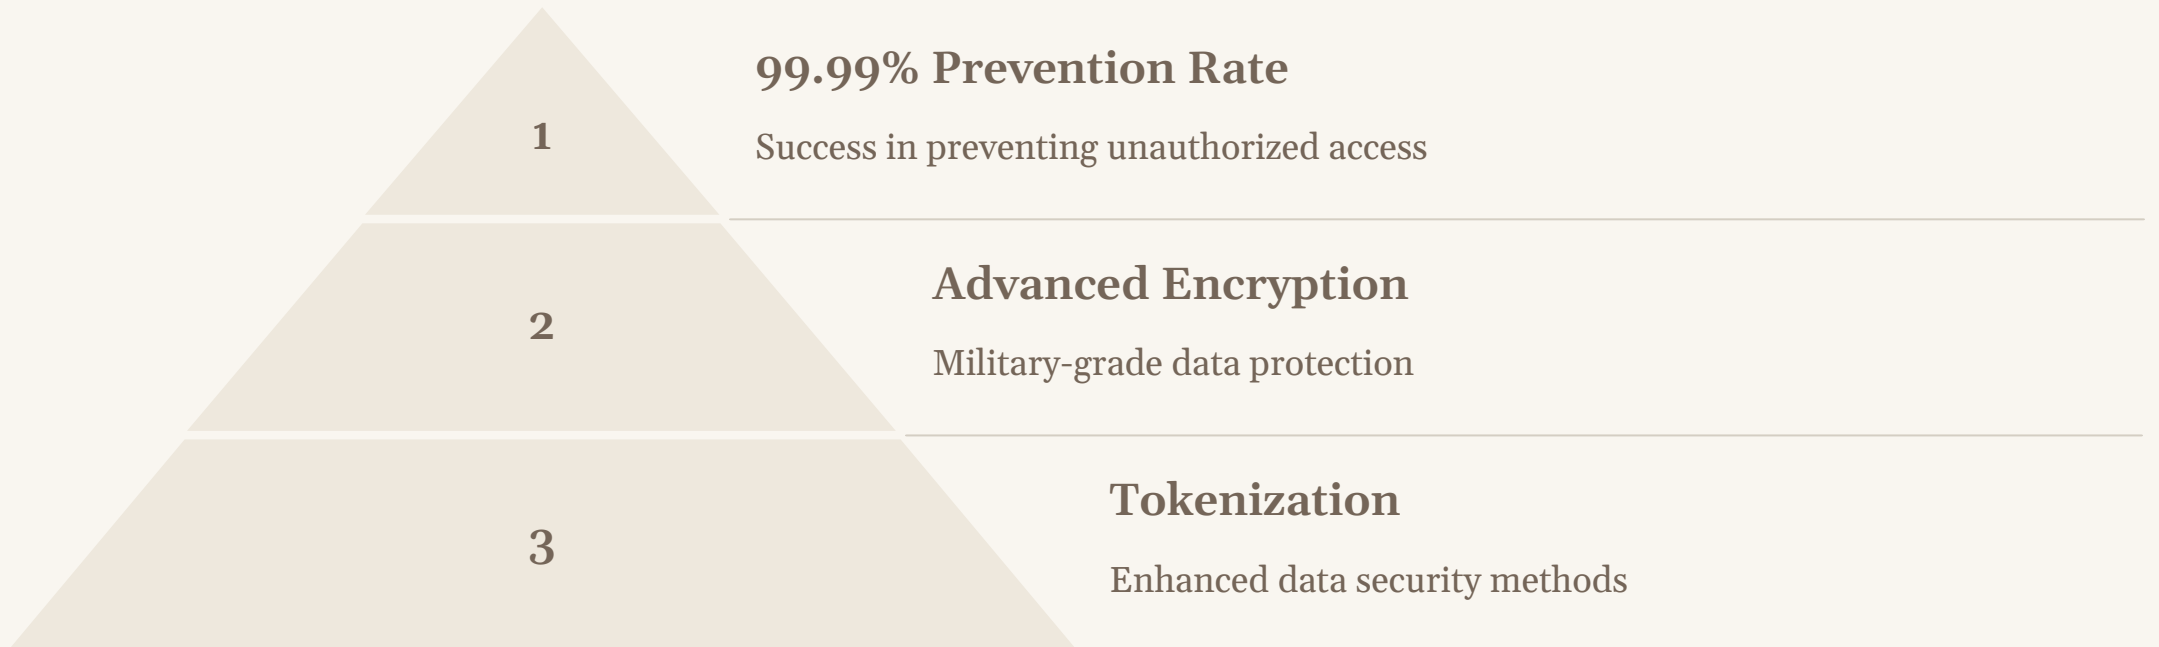 1
99.99% Prevention Rate
Success in preventing unauthorized access
2
Advanced Encryption
Military-grade data protection
3
Tokenization
Enhanced data security methods